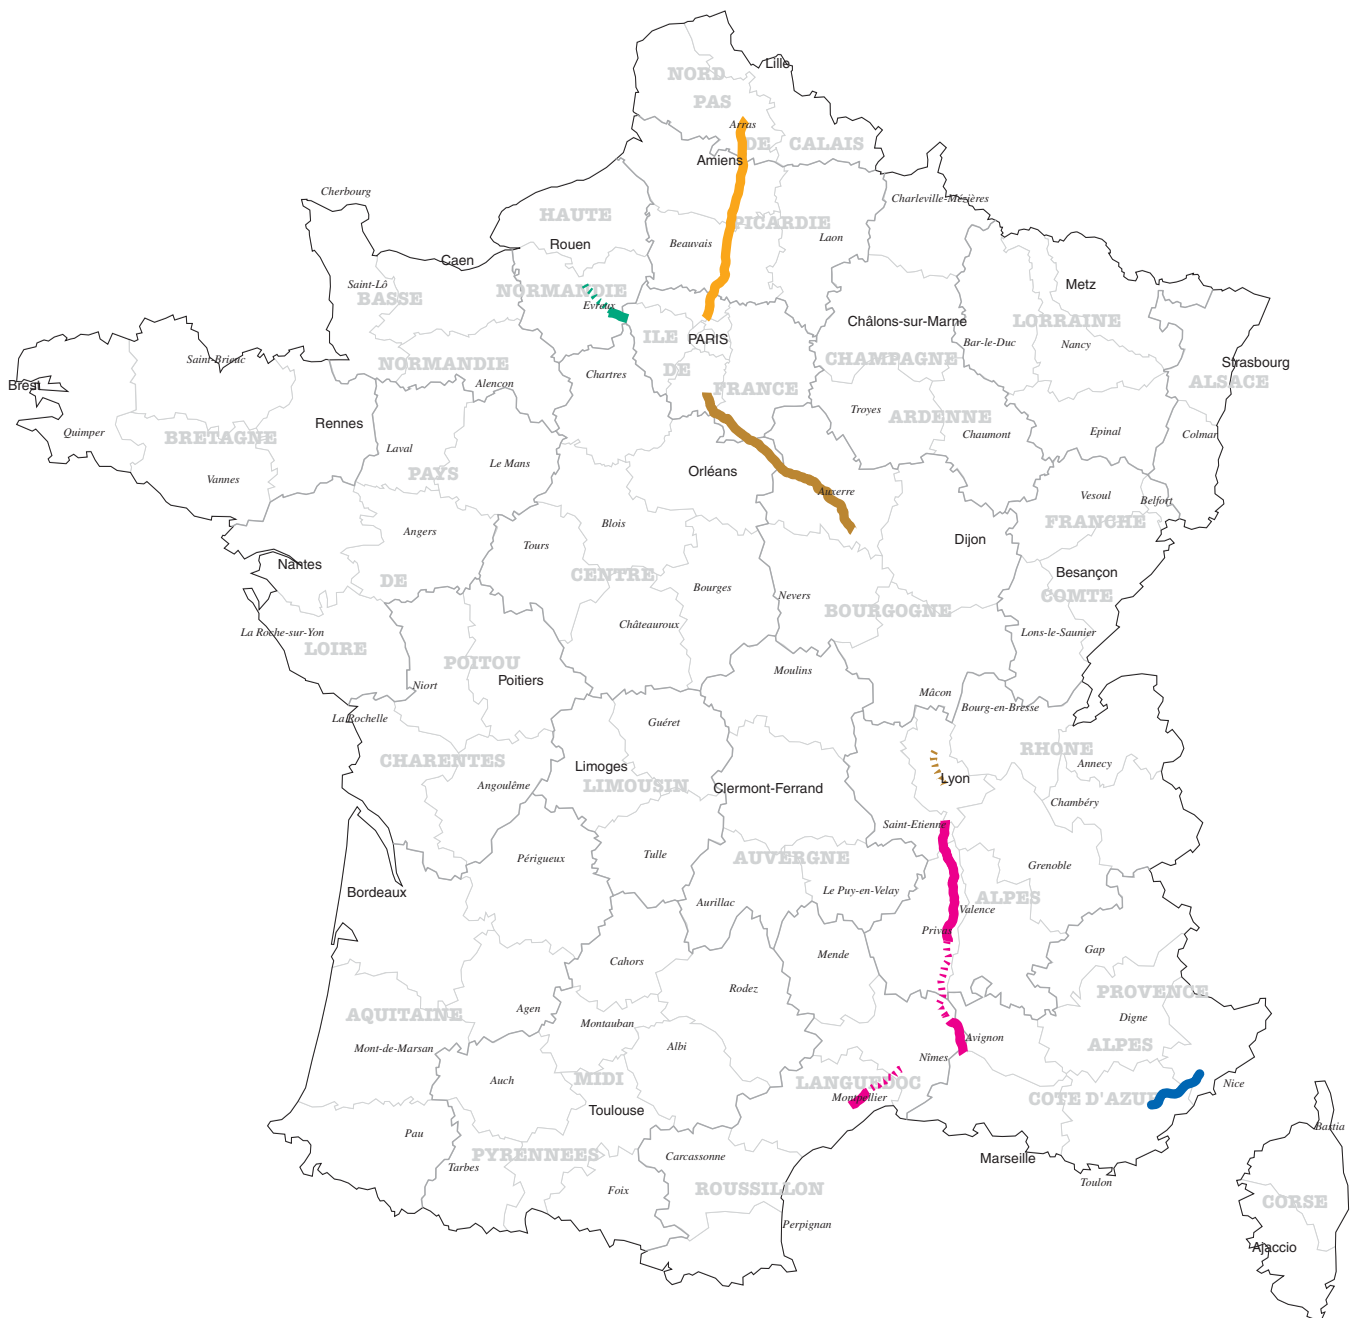 Lille
NORD
PAS
Arras
DE CALAIS
Amiens
Cherbourg
Charleville-Mézières
HAUTE
PICARDIE
Rouen
Beauvais
Laon
Caen
Saint-Lô
BASSE
NORMANDIE
Evreux
Metz
Châlons-sur-Marne
LORRAINE
ILE
PARIS
Bar-le-Duc
Nancy
Saint-Brieuc
NORMANDIE
CHAMPAGNE
Strasbourg
Brest
Alencon
Chartres
DE
FRANCE
ALSACE
Troyes
ARDENNE
Quimper
BRETAGNE
Rennes
Chaumont
Epinal
Colmar
Laval
Le Mans
Vannes
PAYS
Orléans
Auxerre
Vesoul
Belfort
Angers
Blois
FRANCHE
Tours
Dijon
Nantes
DE
CENTRE
Bourges
Nevers
Besançon
COMTE
BOURGOGNE
La Roche-sur-Yon
LOIRE
Châteauroux
Lons-le-Saunier
POITOU
Poitiers
Niort
Moulins
Mâcon
Bourg-en-Bresse
La Rochelle
Guéret
CHARENTES
RHONE
Annecy
Limoges
Angoulême
LIMOUSIN
Clermont-Ferrand
Lyon
Chambéry
Saint-Etienne
Périgueux
Tulle
AUVERGNE
Grenoble
Bordeaux
Aurillac
Le Puy-en-Velay
ALPES
Valence
Privas
Cahors
Mende
Gap
Rodez
PROVENCE
AQUITAINE
Agen
Montauban
Digne
Mont-de-Marsan
Albi
Avignon
ALPES
Nîmes
Auch
MIDI
LANGUEDOC
Nice
Toulouse
Montpellier
COTE D'AZUR
Pau
Bastia
PYRENNEES
Carcassonne
Marseille
Tarbes
Foix
ROUSSILLON
Toulon
CORSE
Perpignan
Ajaccio